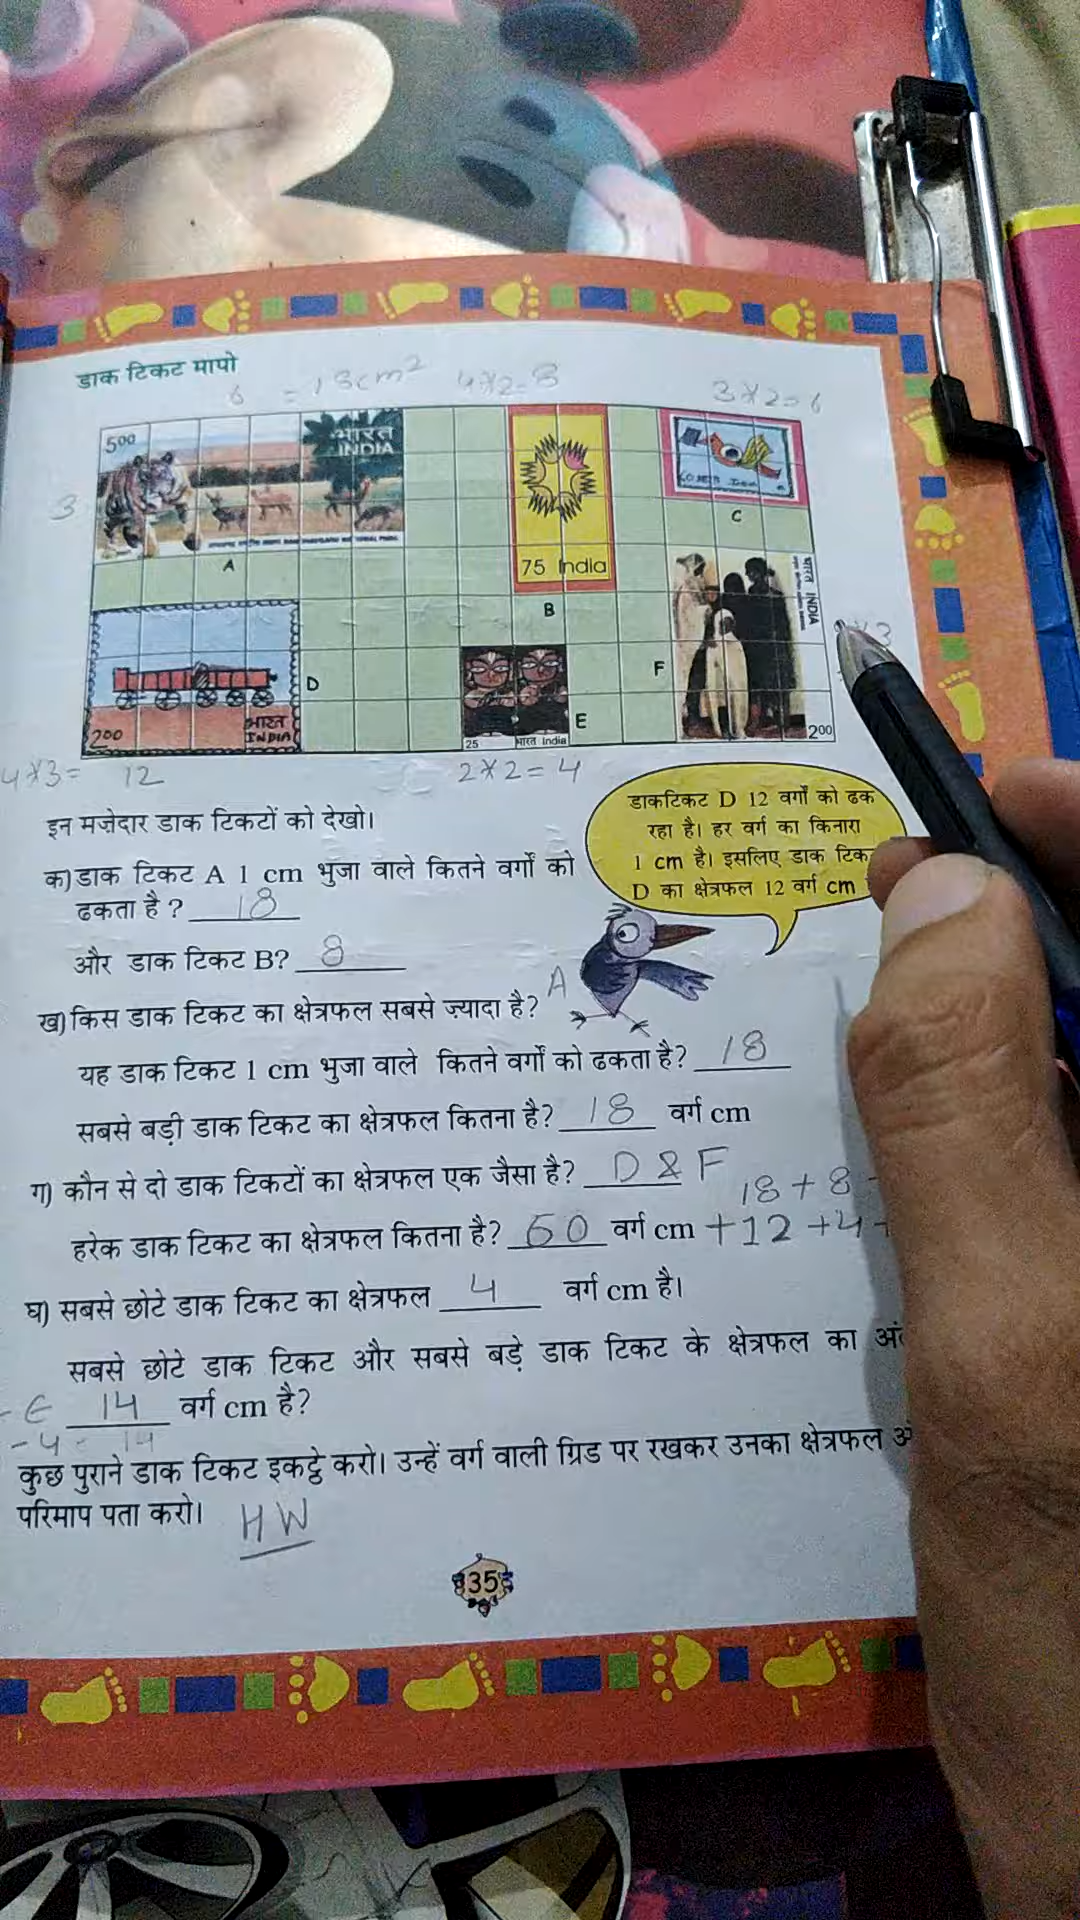 डाक टिकट मापो
6 = 18cm² 4×2=8 3×2=6
500
भारत
INDIA
3
C
75 India
A
B
भारत INDIA
×3
D
F
200
भारत
INDIA
E
25 भारत India
200
4×3= 12
2×2=4
इन मज़ेदार डाक टिकटों को देखो।
डाकटिकट D 12 वर्गों को ढक
रहा है। हर वर्ग का किनारा
1 cm है। इसलिए डाक टिक
D का क्षेत्रफल 12 वर्ग cm
क) डाक टिकट A 1 cm भुजा वाले कितने वर्गों को
ढकता है? 18
और डाक टिकट B? 8
ख) किस डाक टिकट का क्षेत्रफल सबसे ज़्यादा है? A
यह डाक टिकट 1 cm भुजा वाले कितने वर्गों को ढकता है? 18
सबसे बड़ी डाक टिकट का क्षेत्रफल कितना है? 18 वर्ग cm
ग) कौन से दो डाक टिकटों का क्षेत्रफल एक जैसा है? D & F
18 + 8
हरेक डाक टिकट का क्षेत्रफल कितना है? 60 वर्ग cm +12 +4
घ) सबसे छोटे डाक टिकट का क्षेत्रफल 4 वर्ग cm है।
सबसे छोटे डाक टिकट और सबसे बड़े डाक टिकट के क्षेत्रफल का अं
- E 14 वर्ग cm है?
-4= 14
कुछ पुराने डाक टिकट इकट्ठे करो। उन्हें वर्ग वाली ग्रिड पर रखकर उनका क्षेत्रफल औ
परिमाप पता करो। HW
35